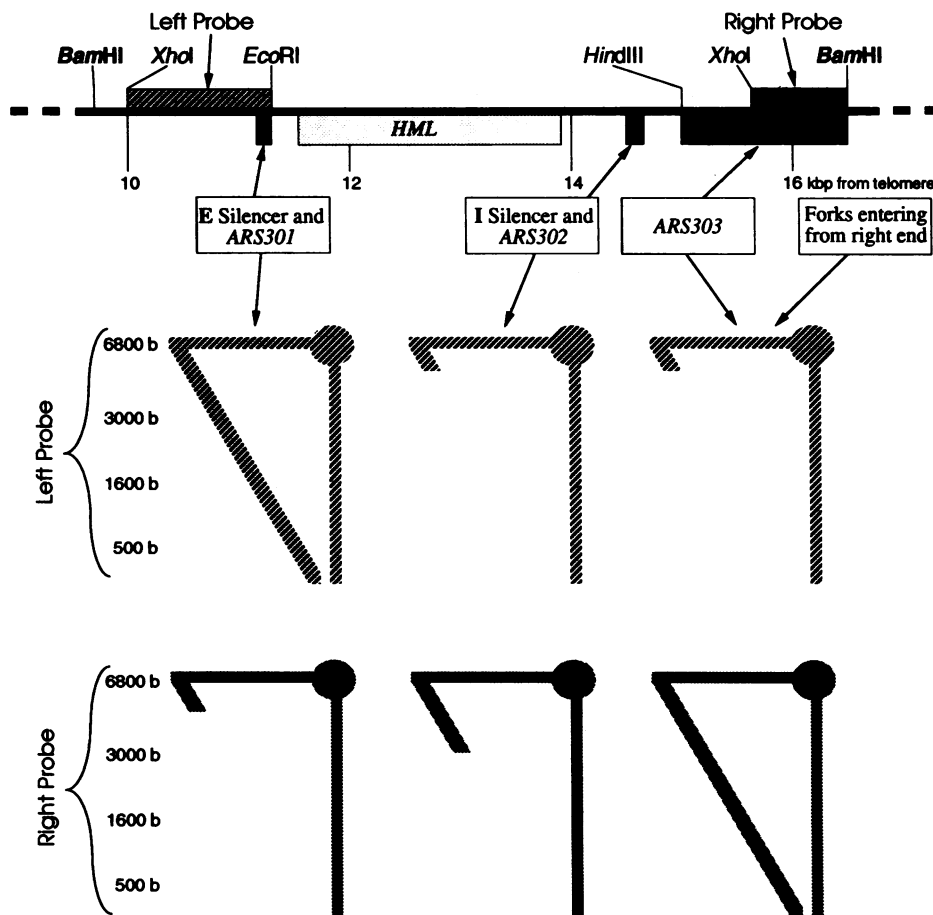 Left Probe
Right Probe
BamHI XhoI EcoRI HindIII XhoI BamHI
HML
10 12 14 16 kbp from telomere
E Silencer and
ARS301
I Silencer and
ARS302
ARS303
Forks entering
from right end
Left Probe
6800 b
3000 b
1600 b
500 b
Right Probe
6800 b
3000 b
1600 b
500 b